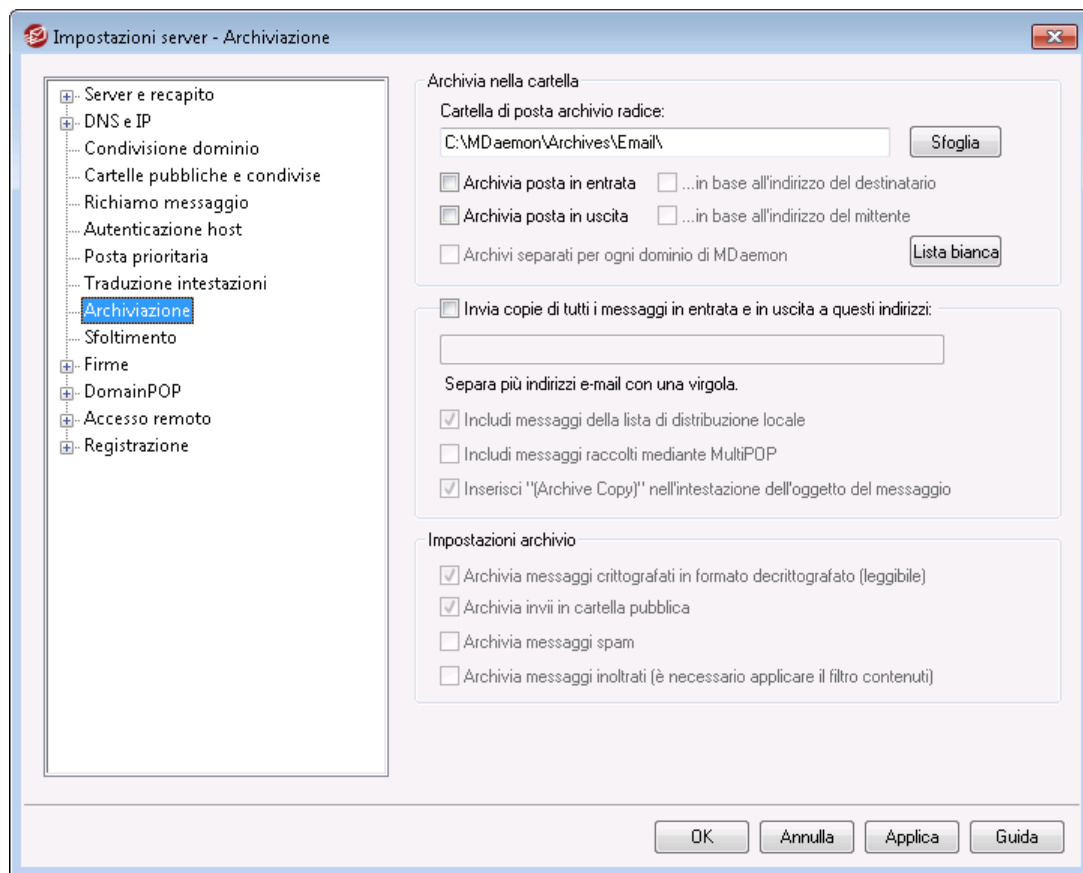 Impostazioni server - Archiviazione
Server e recapito
DNS e IP
Condivisione dominio
Cartelle pubbliche e condivise
Richiamo messaggio
Autenticazione host
Posta prioritaria
Traduzione intestazioni
Archiviazione
Sfoltimento
Firme
DomainPOP
Accesso remoto
Registrazione
Archivia nella cartella
Cartella di posta archivio radice:
C:\MDaemon\Archives\Email\
Sfoglia
Archivia posta in entrata ...in base all'indirizzo del destinatario
Archivia posta in uscita ...in base all'indirizzo del mittente
Archivi separati per ogni dominio di MDaemon
Lista bianca
Invia copie di tutti i messaggi in entrata e in uscita a questi indirizzi:
Separa più indirizzi e-mail con una virgola.
Includi messaggi della lista di distribuzione locale
Includi messaggi raccolti mediante MultiPOP
Inserisci "(Archive Copy)" nell'intestazione dell'oggetto del messaggio
Impostazioni archivio
Archivia messaggi crittografati in formato decrittografato (leggibile)
Archivia invii in cartella pubblica
Archivia messaggi spam
Archivia messaggi inoltrati (è necessario applicare il filtro contenuti)
OK Annulla Applica Guida